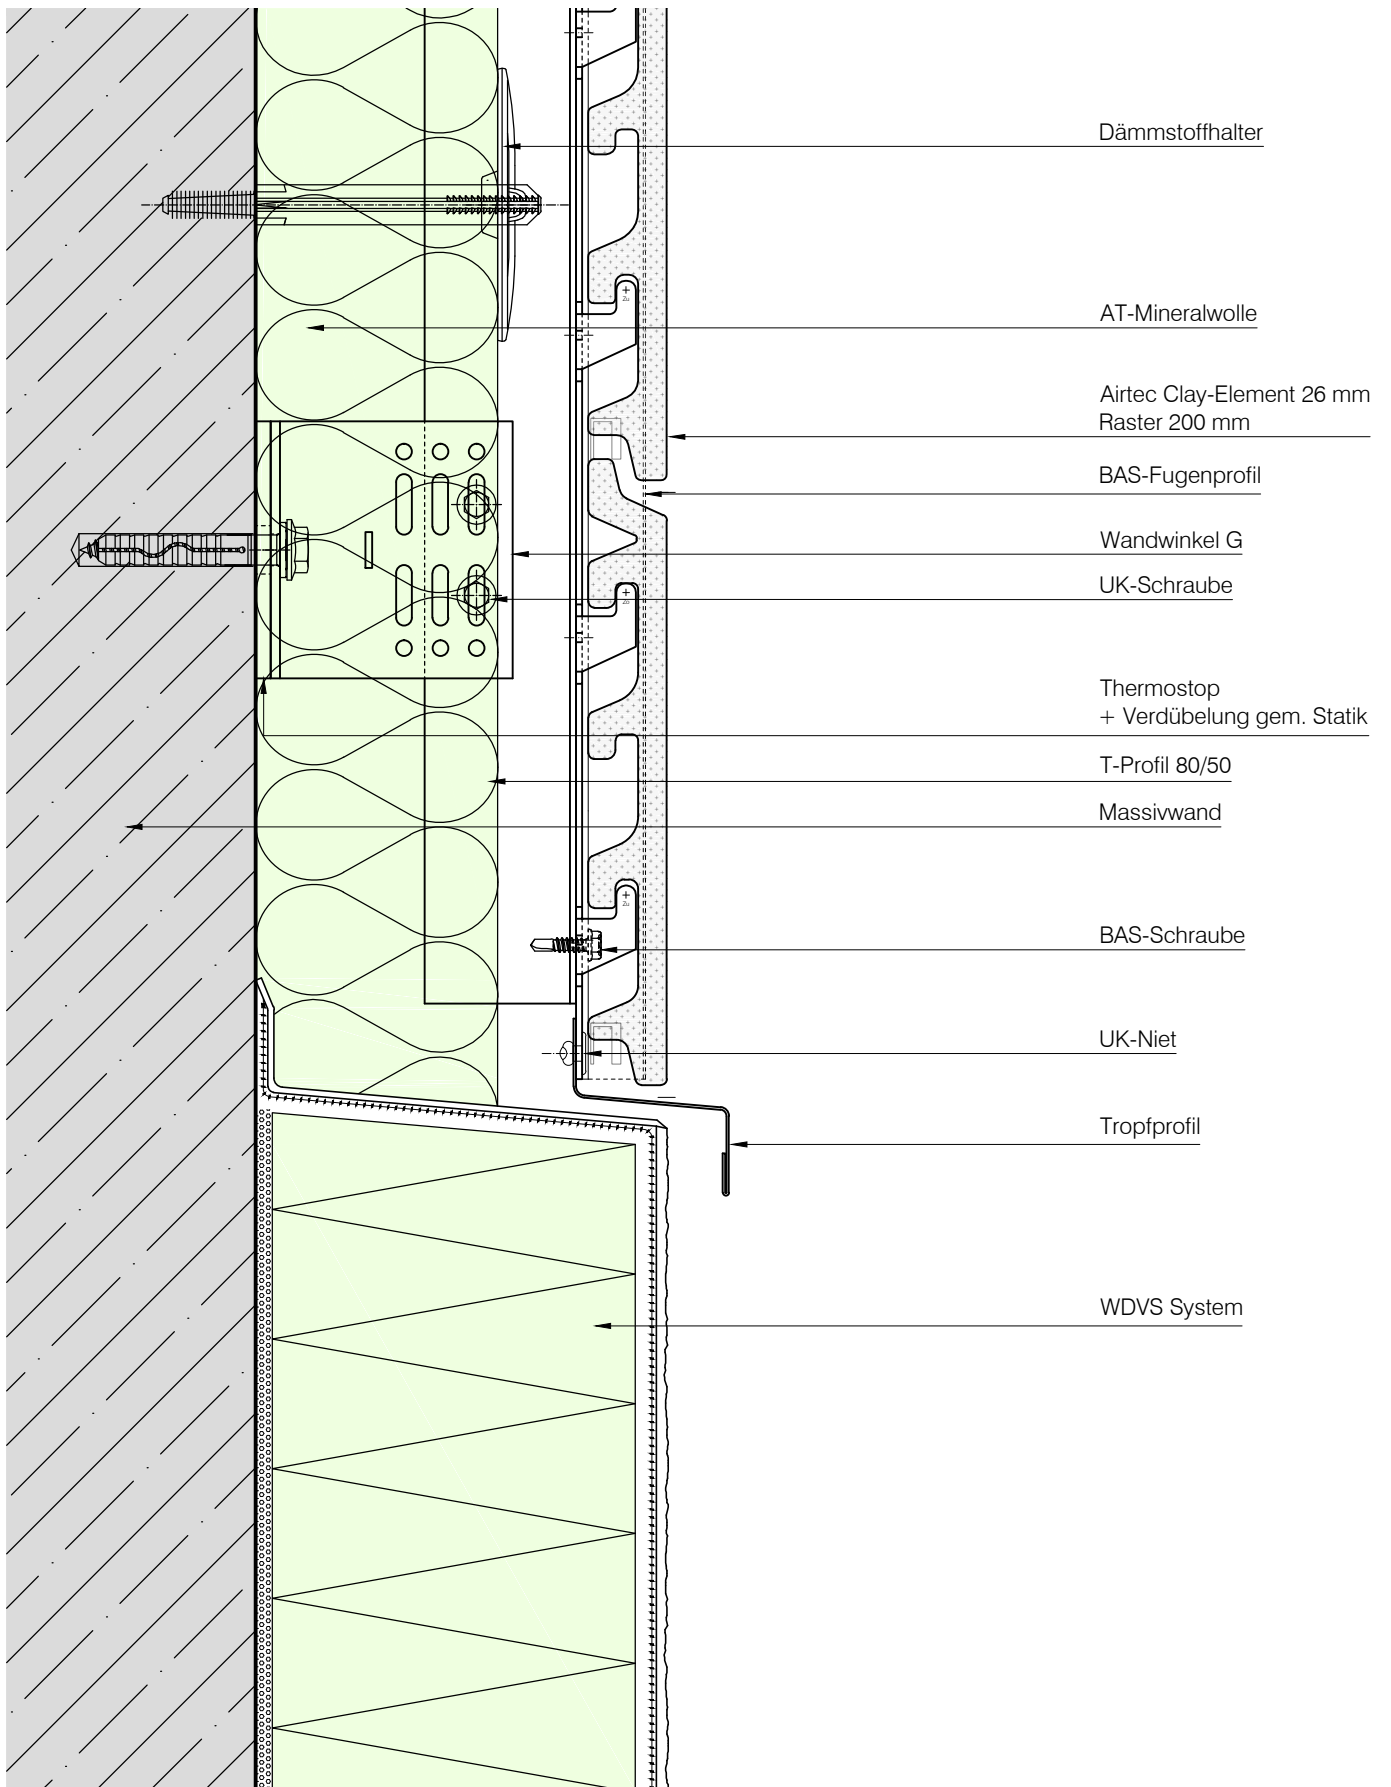 Dämmstoffhalter
AT-Mineralwolle
Airtec Clay-Element 26 mm
Raster 200 mm
BAS-Fugenprofil
Wandwinkel G
UK-Schraube
Thermostop
+ Verdübelung gem. Statik
T-Profil 80/50
Massivwand
BAS-Schraube
UK-Niet
Tropfprofil
WDVS System